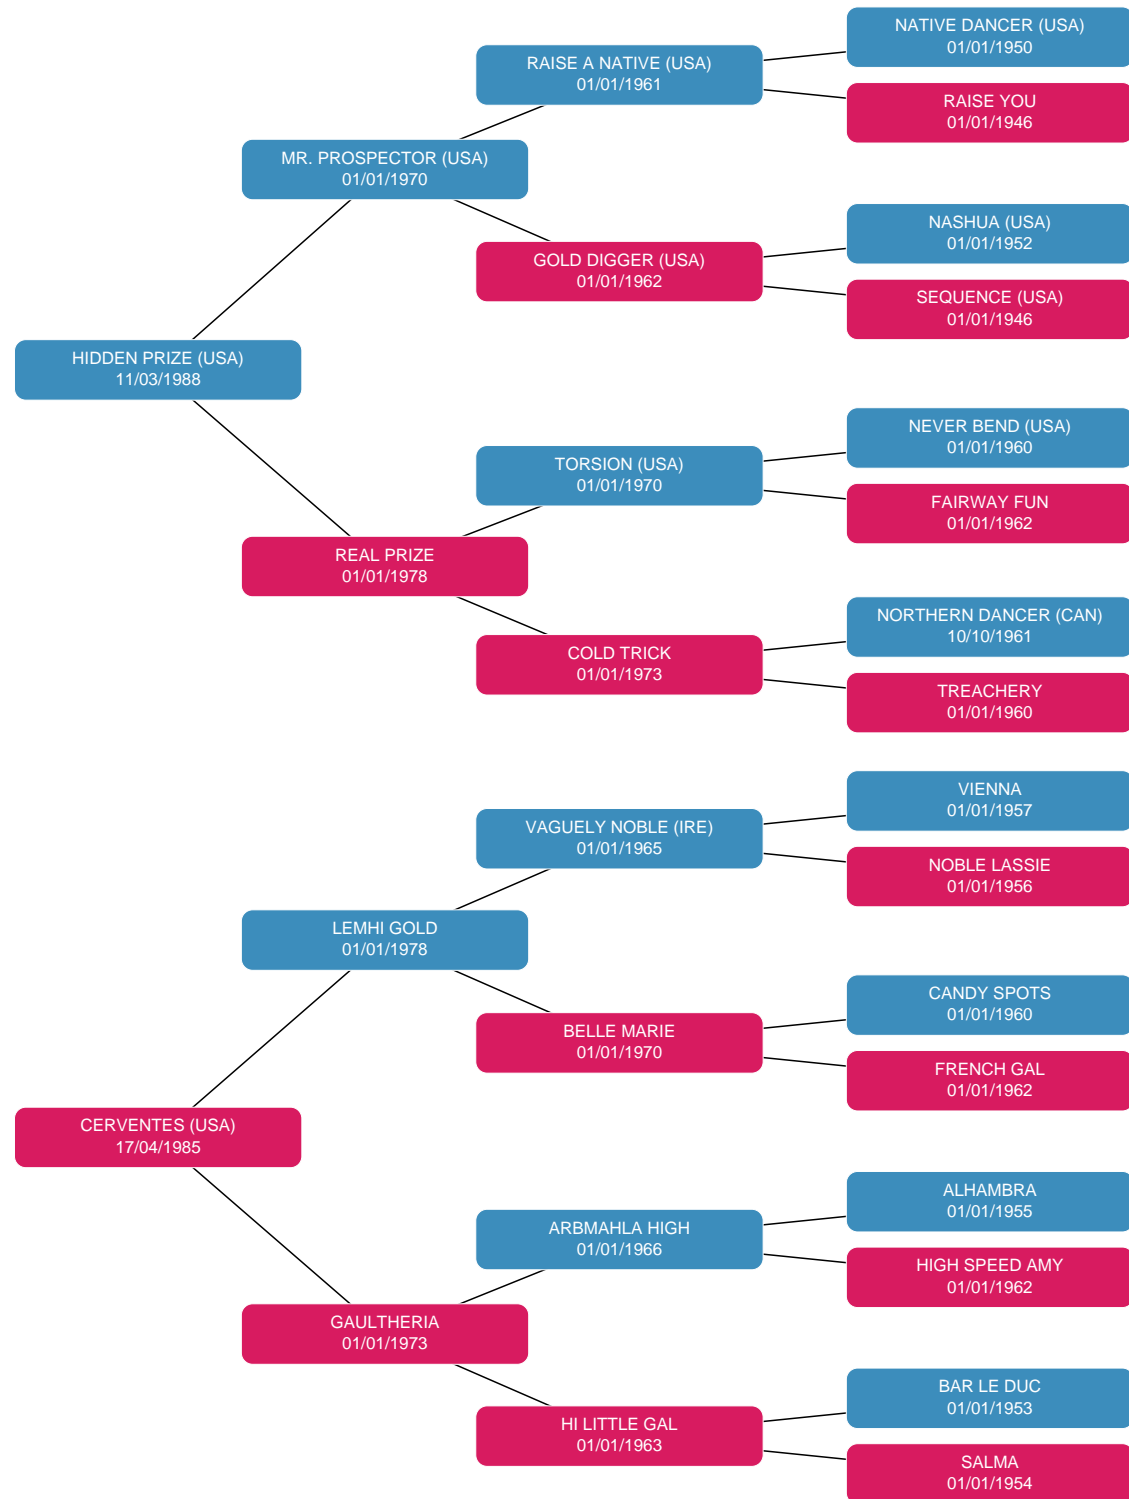 NATIVE DANCER (USA)
01/01/1950
RAISE A NATIVE (USA)
01/01/1961
RAISE YOU
01/01/1946
MR. PROSPECTOR (USA)
01/01/1970
NASHUA (USA)
01/01/1952
GOLD DIGGER (USA)
01/01/1962
SEQUENCE (USA)
01/01/1946
HIDDEN PRIZE (USA)
11/03/1988
NEVER BEND (USA)
01/01/1960
TORSION (USA)
01/01/1970
FAIRWAY FUN
01/01/1962
REAL PRIZE
01/01/1978
NORTHERN DANCER (CAN)
10/10/1961
COLD TRICK
01/01/1973
TREACHERY
01/01/1960
VIENNA
01/01/1957
VAGUELY NOBLE (IRE)
01/01/1965
NOBLE LASSIE
01/01/1956
LEMHI GOLD
01/01/1978
CANDY SPOTS
01/01/1960
BELLE MARIE
01/01/1970
FRENCH GAL
01/01/1962
CERVENTES (USA)
17/04/1985
ALHAMBRA
01/01/1955
ARBMAHLA HIGH
01/01/1966
HIGH SPEED AMY
01/01/1962
GAULTHERIA
01/01/1973
BAR LE DUC
01/01/1953
HI LITTLE GAL
01/01/1963
SALMA
01/01/1954